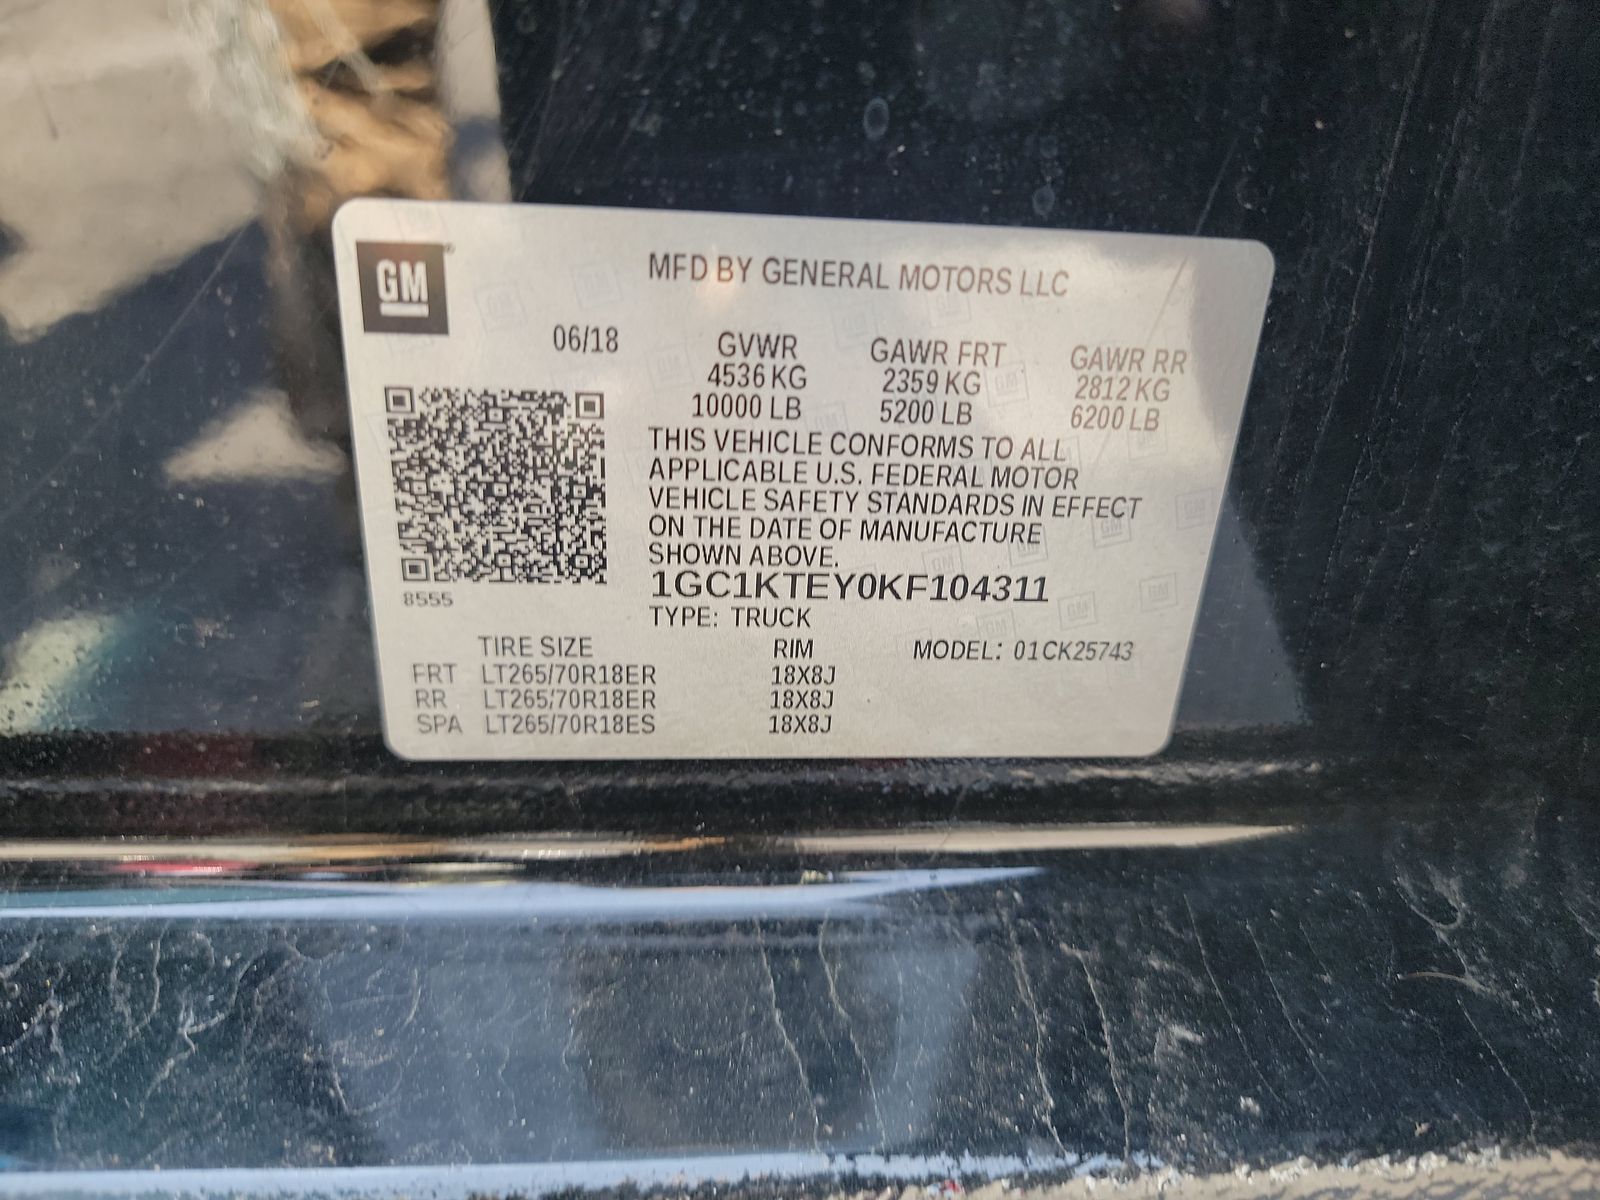 GM
MFD BY GENERAL MOTORS LLC
06/18
GVWR GAWR FRT GAWR RR
4536 KG 2359 KG 2812 KG
10000 LB 5200 LB 6200 LB
THIS VEHICLE CONFORMS TO ALL
APPLICABLE U.S. FEDERAL MOTOR
VEHICLE SAFETY STANDARDS IN EFFECT
ON THE DATE OF MANUFACTURE
SHOWN ABOVE.
1GC1KTEY0KF104311
8555
TYPE: TRUCK
TIRE SIZE RIM MODEL: 01CK25743
FRT LT265/70R18ER 18X8J
RR LT265/70R18ER 18X8J
SPA LT265/70R18ES 18X8J